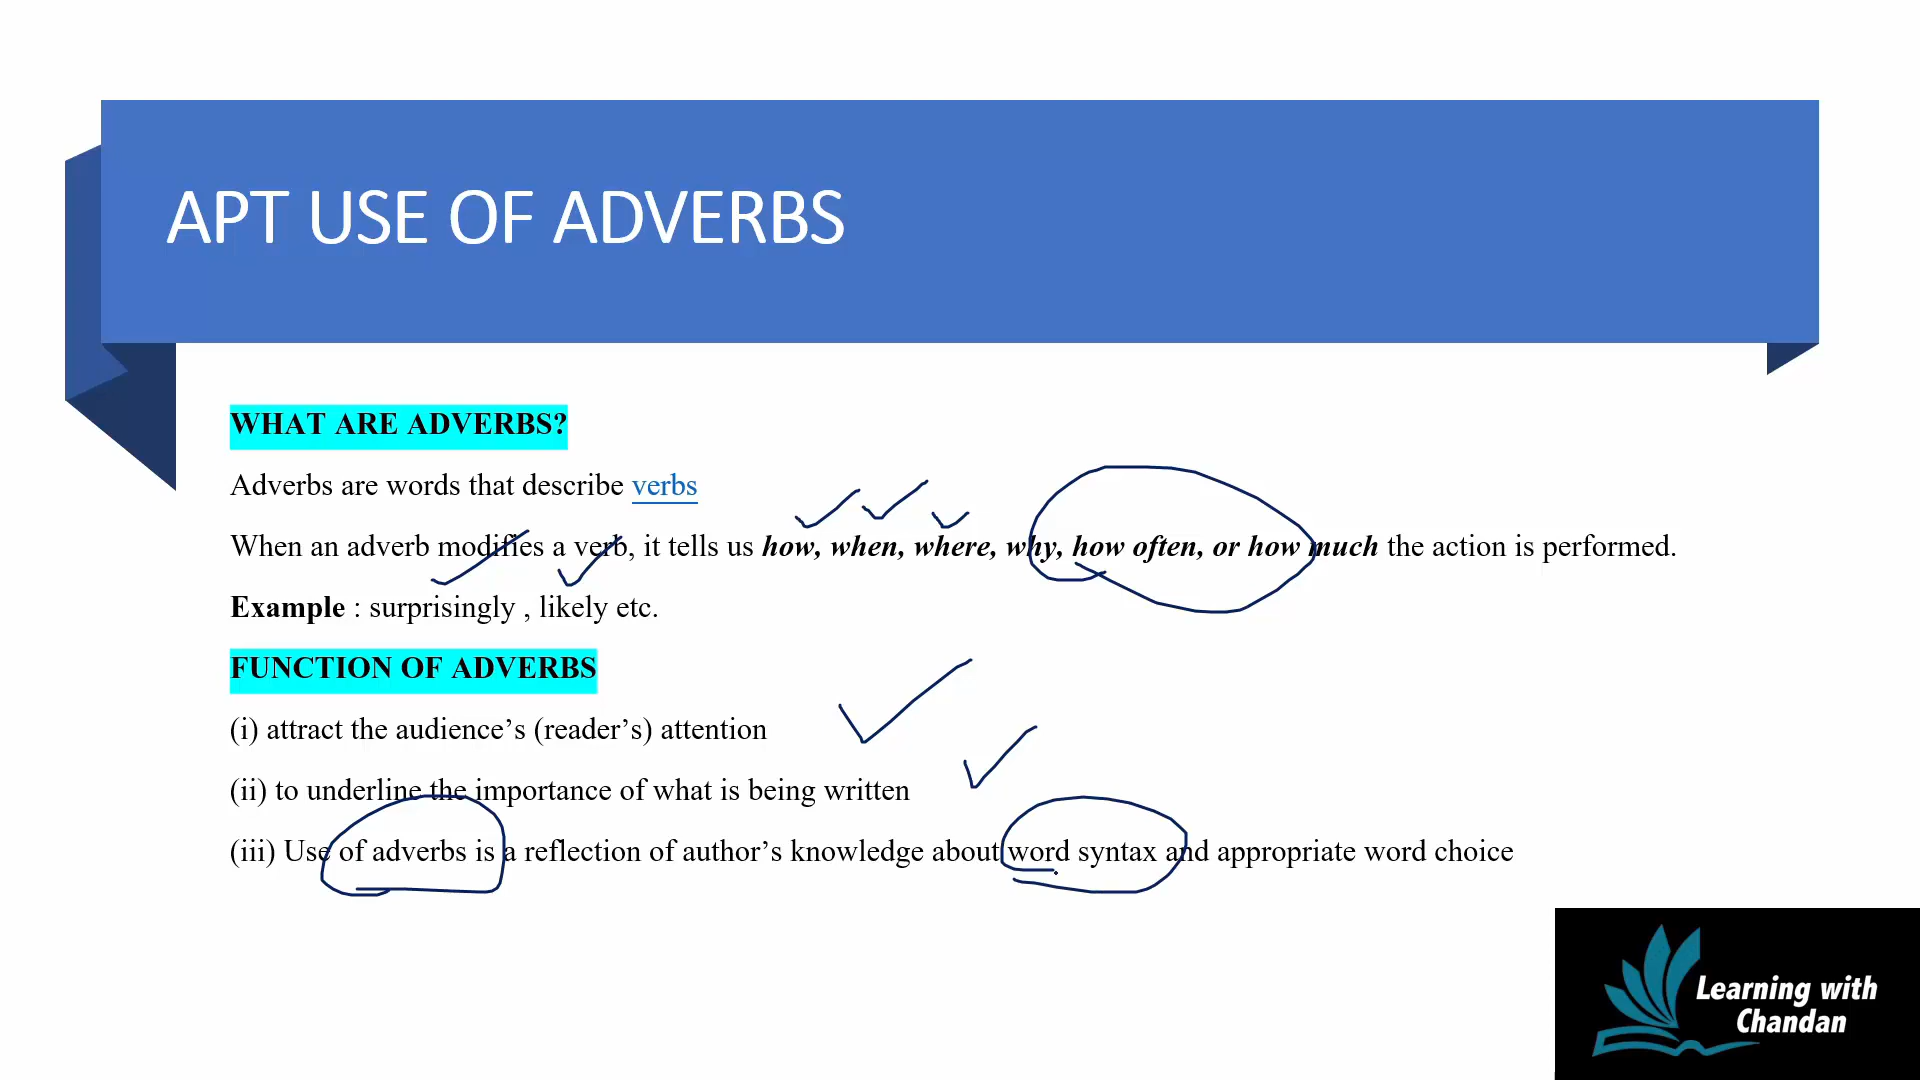 APT USE OF ADVERBS
WHAT ARE ADVERBS?
Adverbs are words that describe verbs
When an adverb modifies a verb, it tells us how, when, where, why, how often, or how much the action is performed.
Example : surprisingly , likely etc.
FUNCTION OF ADVERBS
(i) attract the audience’s (reader’s) attention
(ii) to underline the importance of what is being written
(iii) Use of adverbs is a reflection of author’s knowledge about word syntax and appropriate word choice
Learning with
Chandan